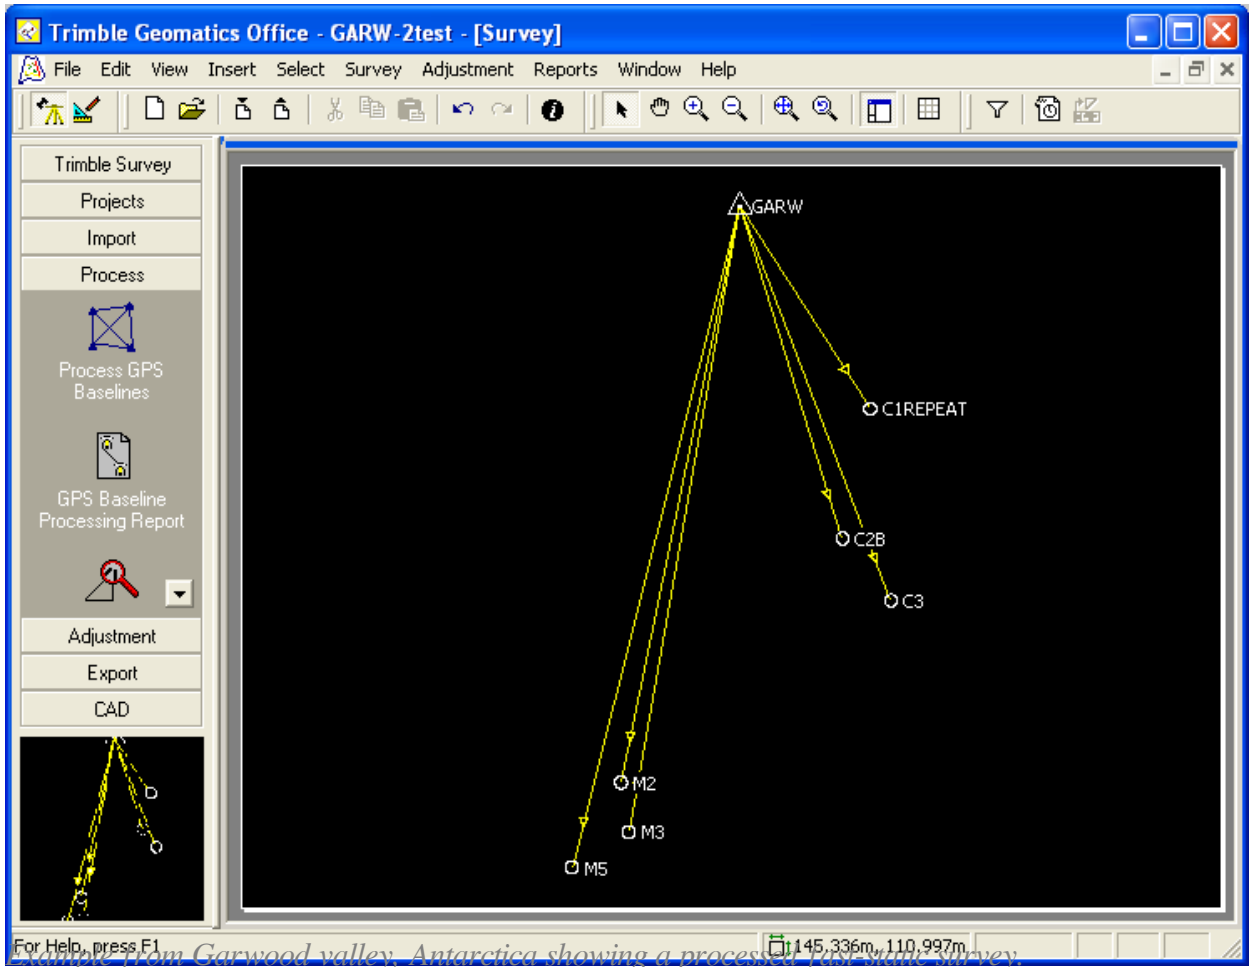 Trimble Geomatics Office - GARW-2test - [Survey]
File Edit View Insert Select Survey Adjustment Reports Window Help
Trimble Survey
Projects
Import
Process
Process GPS
Baselines
GPS Baseline
Processing Report
Adjustment
Export
CAD
GARW
C1REPEAT
C2B
C3
M2
M3
M5
For Help, press F1
145.336m, 110.997m
Example from Garwood valley, Antarctica showing a processed fast-static survey.